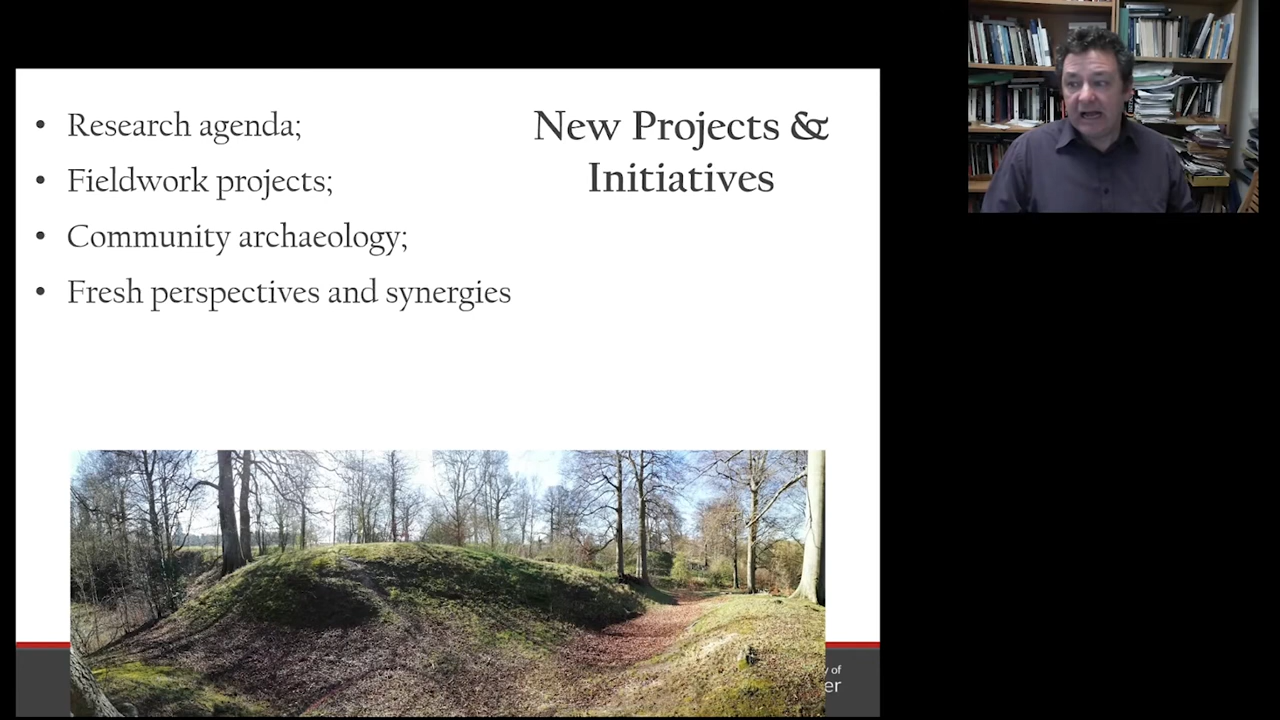 • Research agenda;
• Fieldwork projects;
• Community archaeology;
• Fresh perspectives and synergies
New Projects &
Initiatives